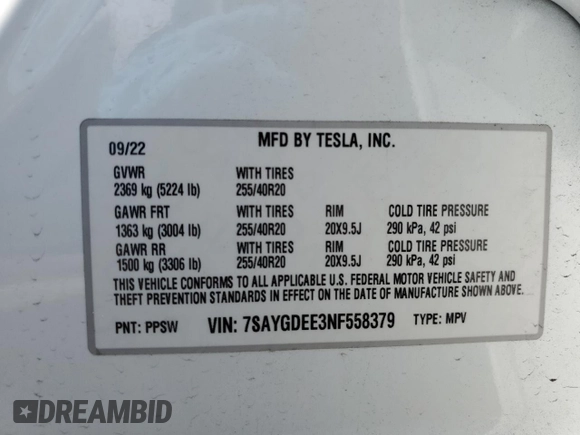 09/22 MFD BY TESLA, INC.
GVWR WITH TIRES
2369 kg (5224 lb) 255/40R20
GAWR FRT WITH TIRES RIM COLD TIRE PRESSURE
1363 kg (3004 lb) 255/40R20 20X9.5J 290 kPa, 42 psi
GAWR RR WITH TIRES RIM COLD TIRE PRESSURE
1500 kg (3306 lb) 255/40R20 20X9.5J 290 kPa, 42 psi
THIS VEHICLE CONFORMS TO ALL APPLICABLE U.S. FEDERAL MOTOR VEHICLE SAFETY AND
THEFT PREVENTION STANDARDS IN EFFECT ON THE DATE OF MANUFACTURE SHOWN ABOVE.
PNT: PPSW VIN: 7SAYGDEE3NF558379 TYPE: MPV
DREAMBID